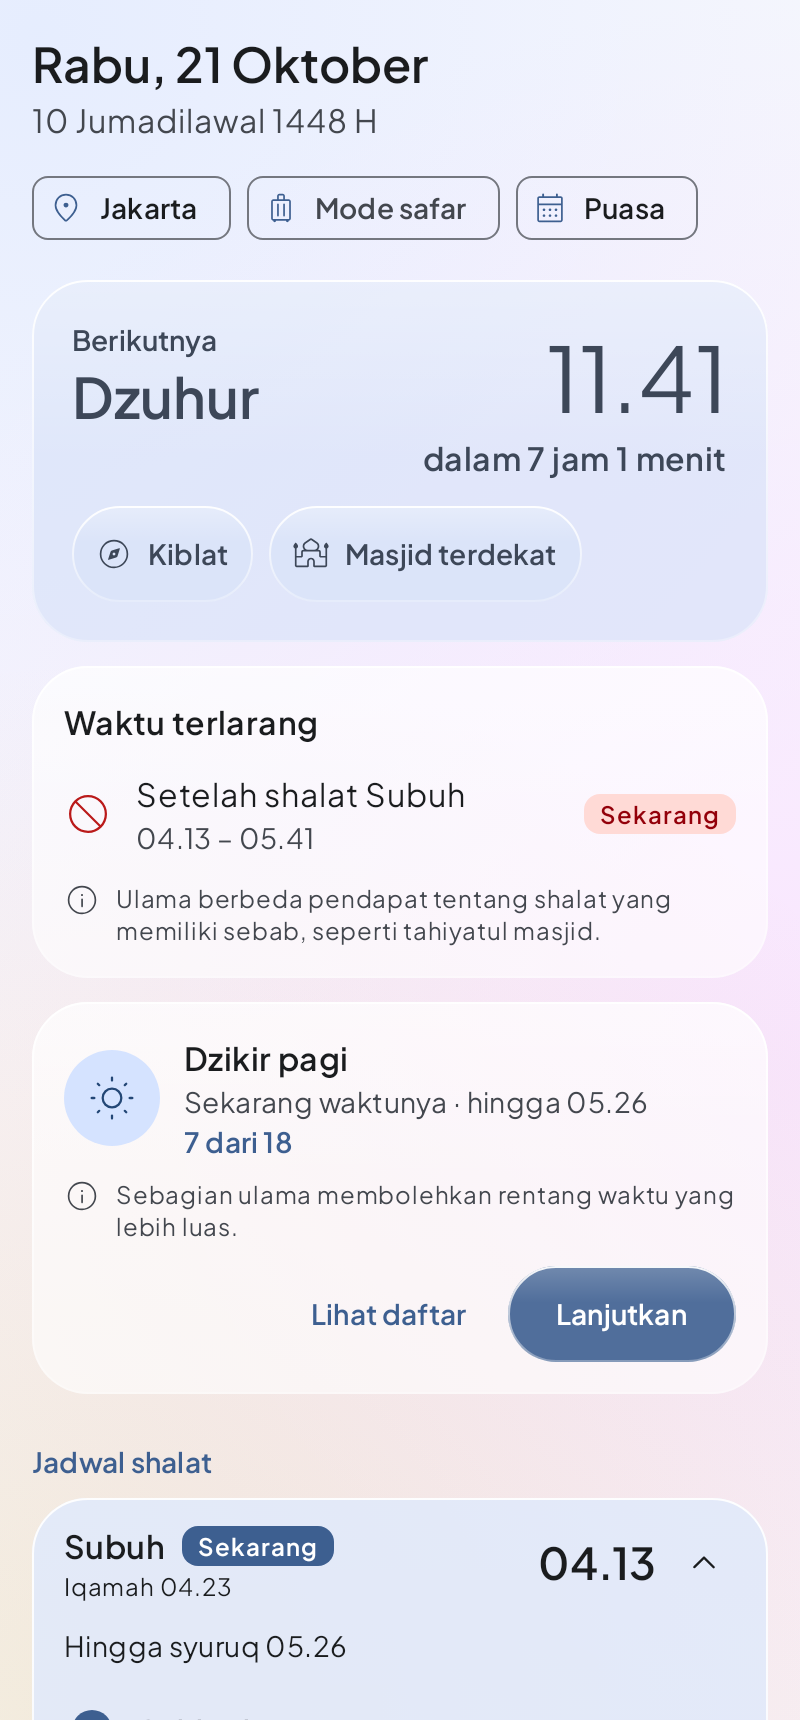 Rabu, 21 Oktober
10 Jumadilawal 1448 H
Jakarta
Mode safar
Puasa
Berikutnya
Dzuhur
11.41
dalam 7 jam 1 menit
Kiblat
Masjid terdekat
Waktu terlarang
Setelah shalat Subuh
04.13 – 05.41
Sekarang
Ulama berbeda pendapat tentang shalat yang
memiliki sebab, seperti tahiyatul masjid.
Dzikir pagi
Sekarang waktunya · hingga 05.26
7 dari 18
Sebagian ulama membolehkan rentang waktu yang
lebih luas.
Lihat daftar
Lanjutkan
Jadwal shalat
Subuh
Sekarang
Iqamah 04.23
04.13
Hingga syuruq 05.26